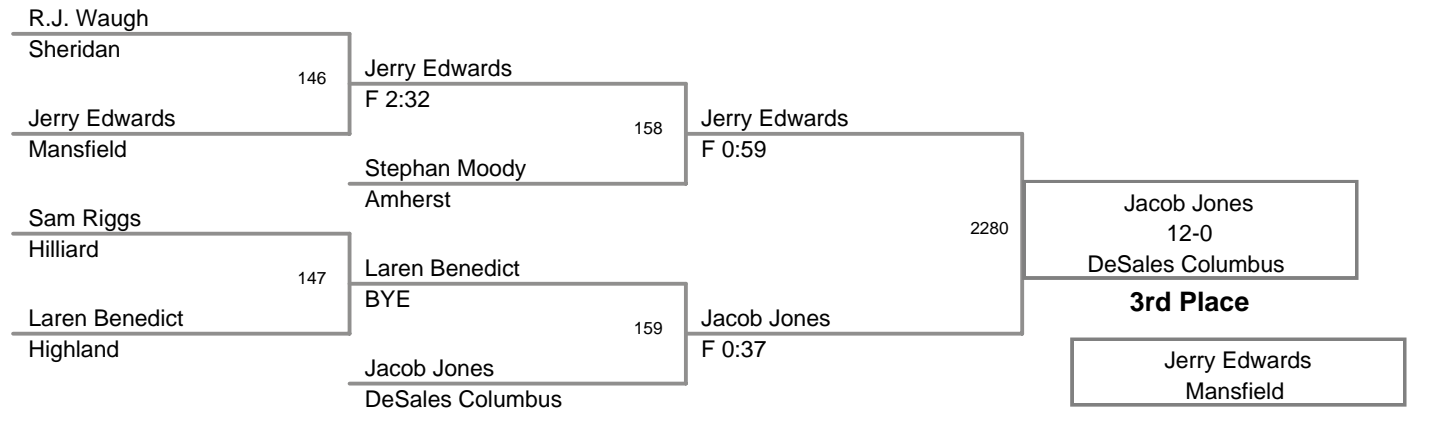 R.J. Waugh
Sheridan
146
Jerry Edwards
Mansfield
Jerry Edwards
F 2:32
158
Stephan Moody
Amherst
Sam Riggs
Hilliard
147
Laren Benedict
Highland
Laren Benedict
BYE
159
Jacob Jones
DeSales Columbus
Jerry Edwards
F 0:59
2280
Jacob Jones
F 0:37
Jacob Jones
12-0
DeSales Columbus
3rd Place
Jerry Edwards
Mansfield